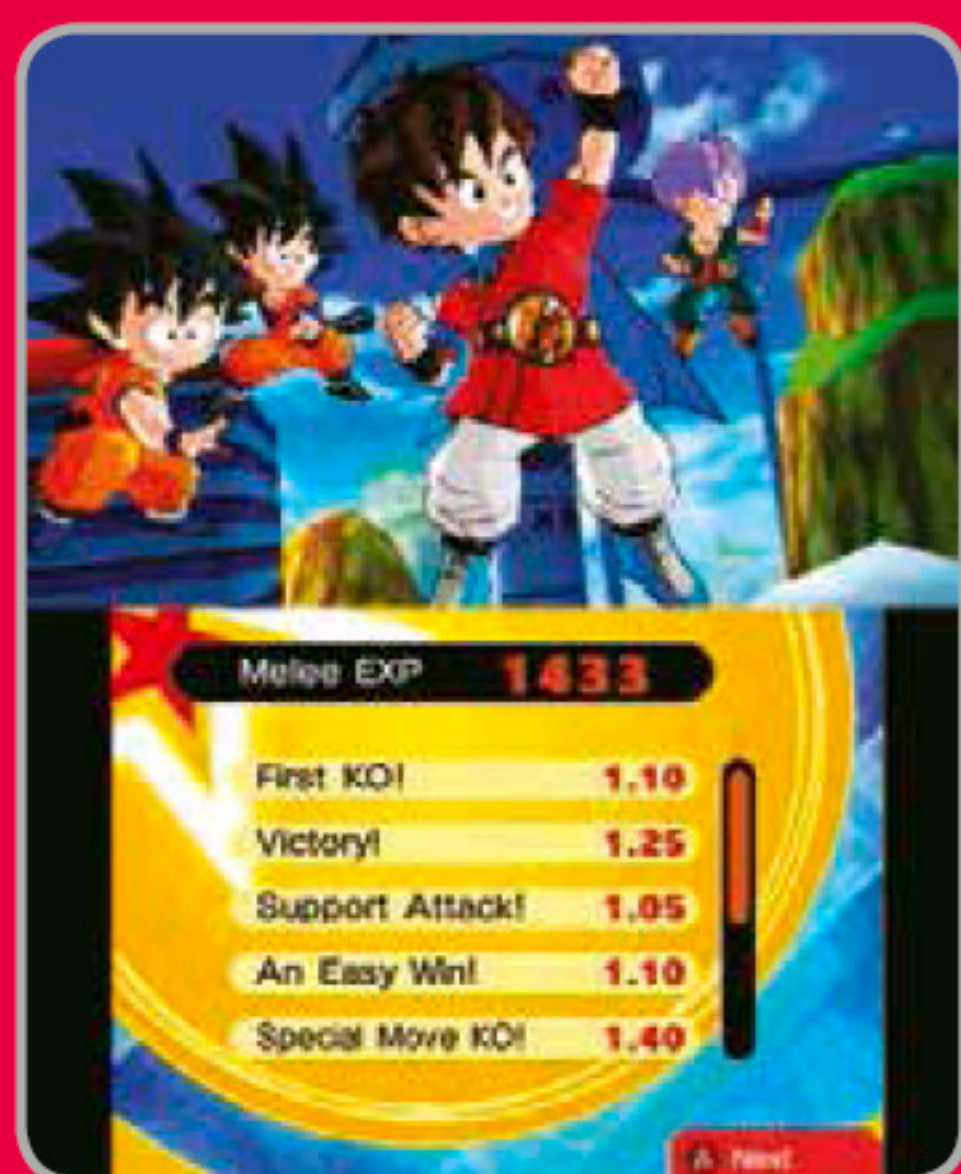 Melee EXP 1433
First KO! 1.10
Victory! 1.25
Support Attack! 1.05
An Easy Win! 1.10
Special Move KO! 1.40
A Next